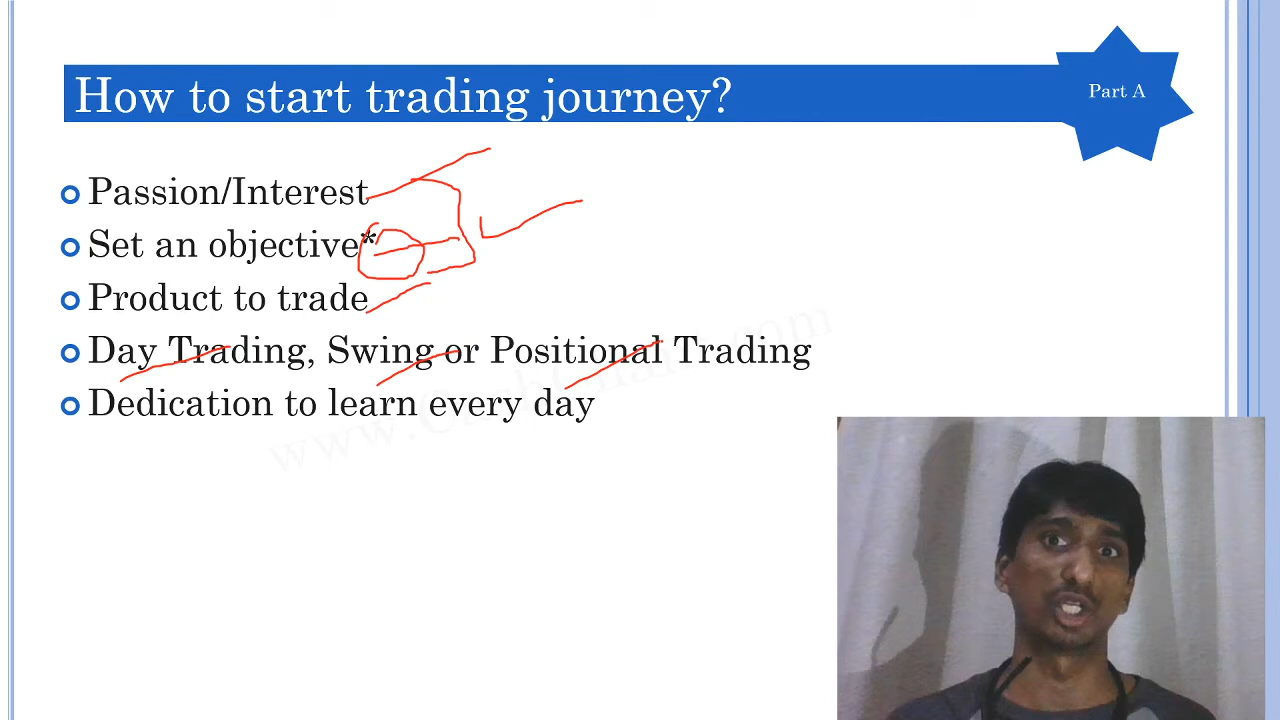 How to start trading journey?
Part A
Passion/Interest
Set an objective*
Product to trade
Day Trading, Swing or Positional Trading
Dedication to learn every day